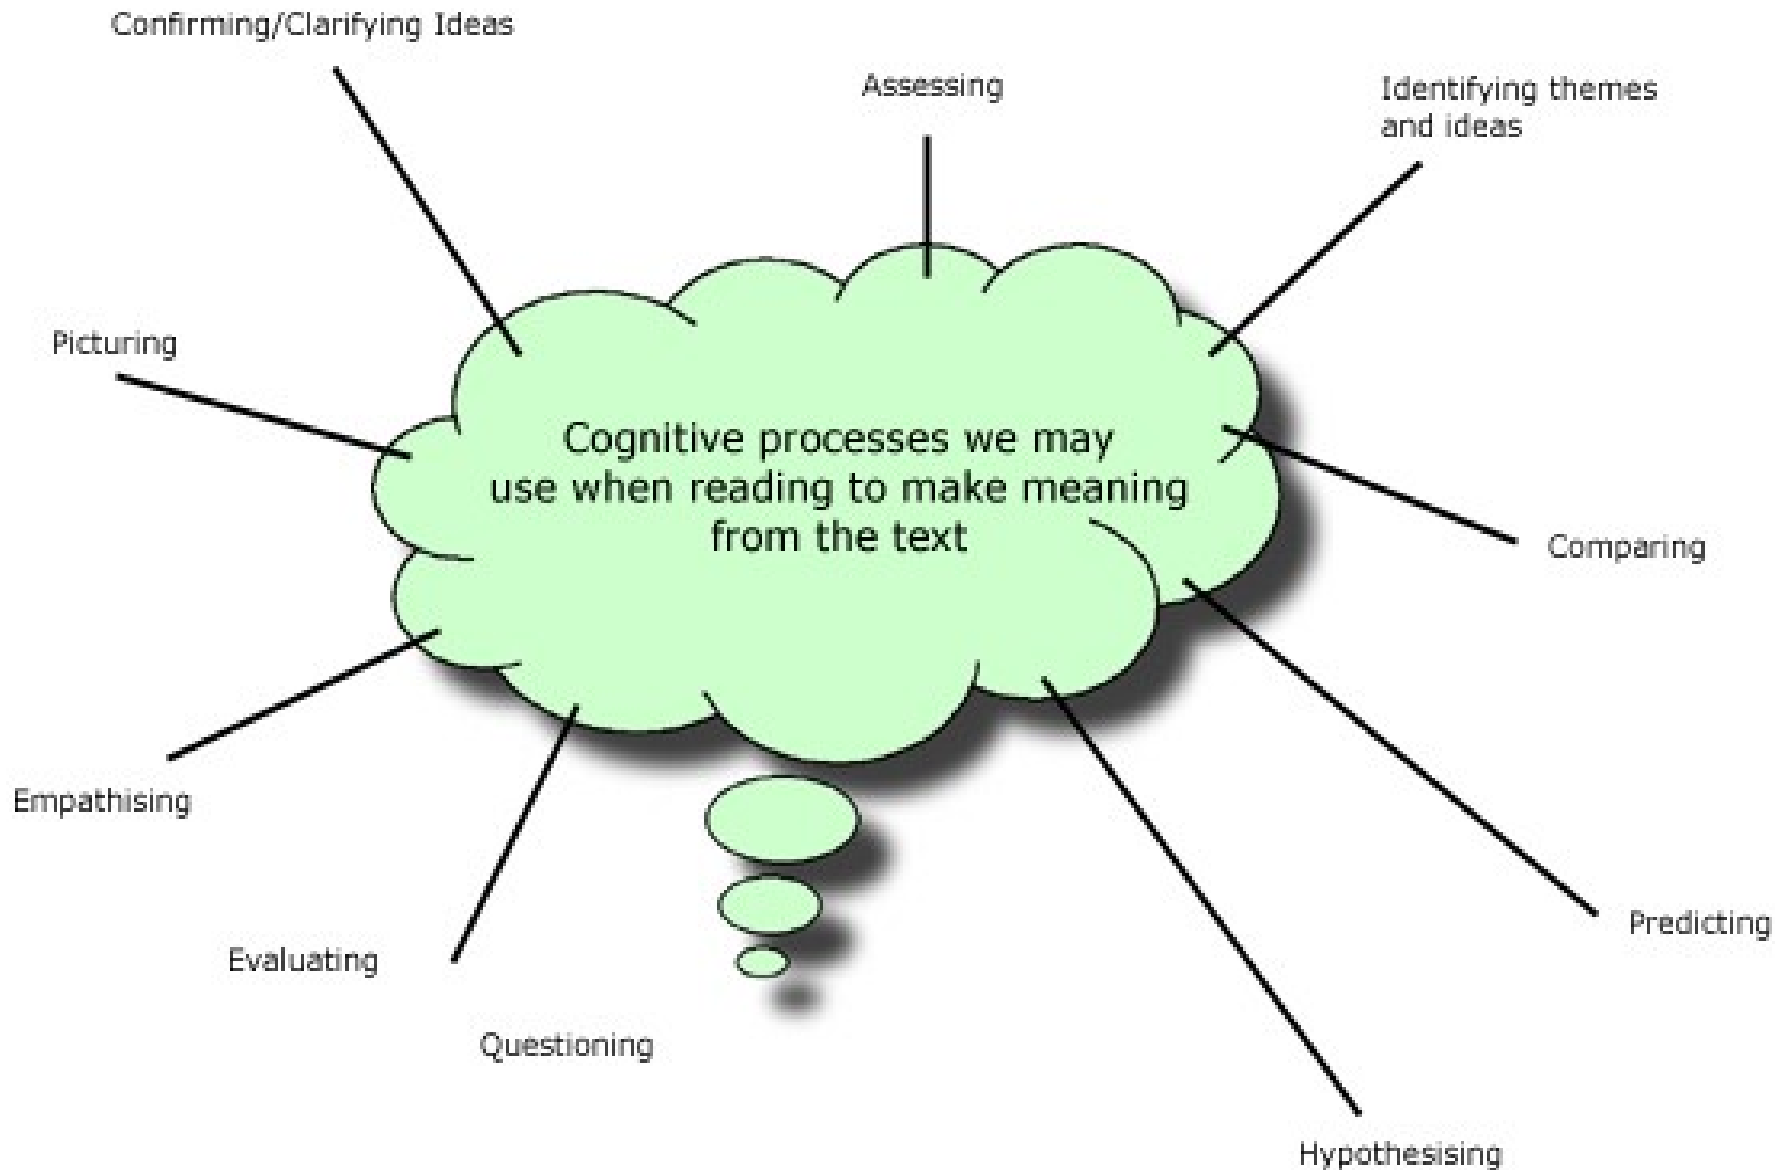 Confirming/Clarifying Ideas
Assessing
Identifying themes
and ideas
Picturing
Cognitive processes we may
use when reading to make meaning
from the text
Comparing
Empathising
Predicting
Evaluating
Questioning
Hypothesising